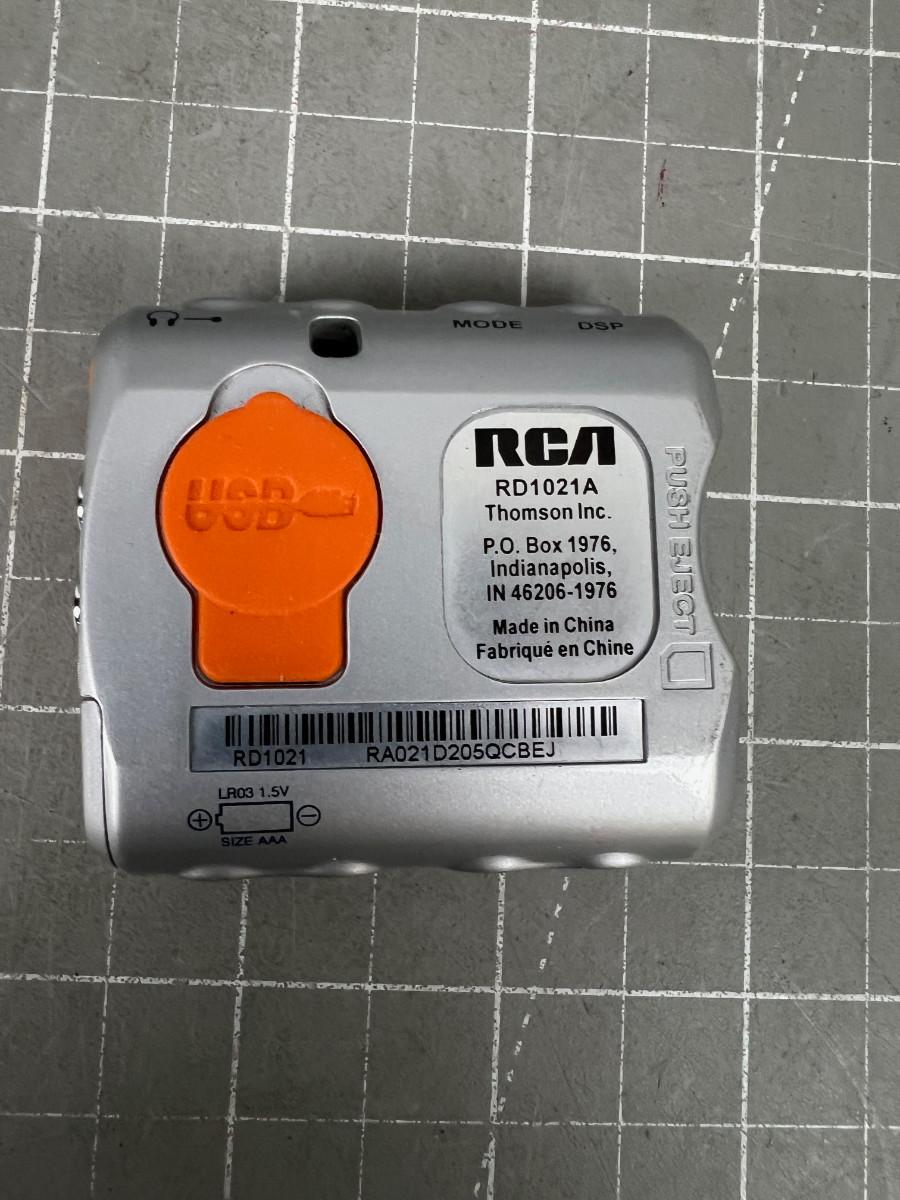 MODE DSP
USB
RCA
RD1021A
Thomson Inc.
P.O. Box 1976,
Indianapolis,
IN 46206-1976
Made in China
Fabriqué en Chine
PUSH EJECT
RD1021 RA021D205QCBEJ
LR03 1.5V
+ −
SIZE AAA